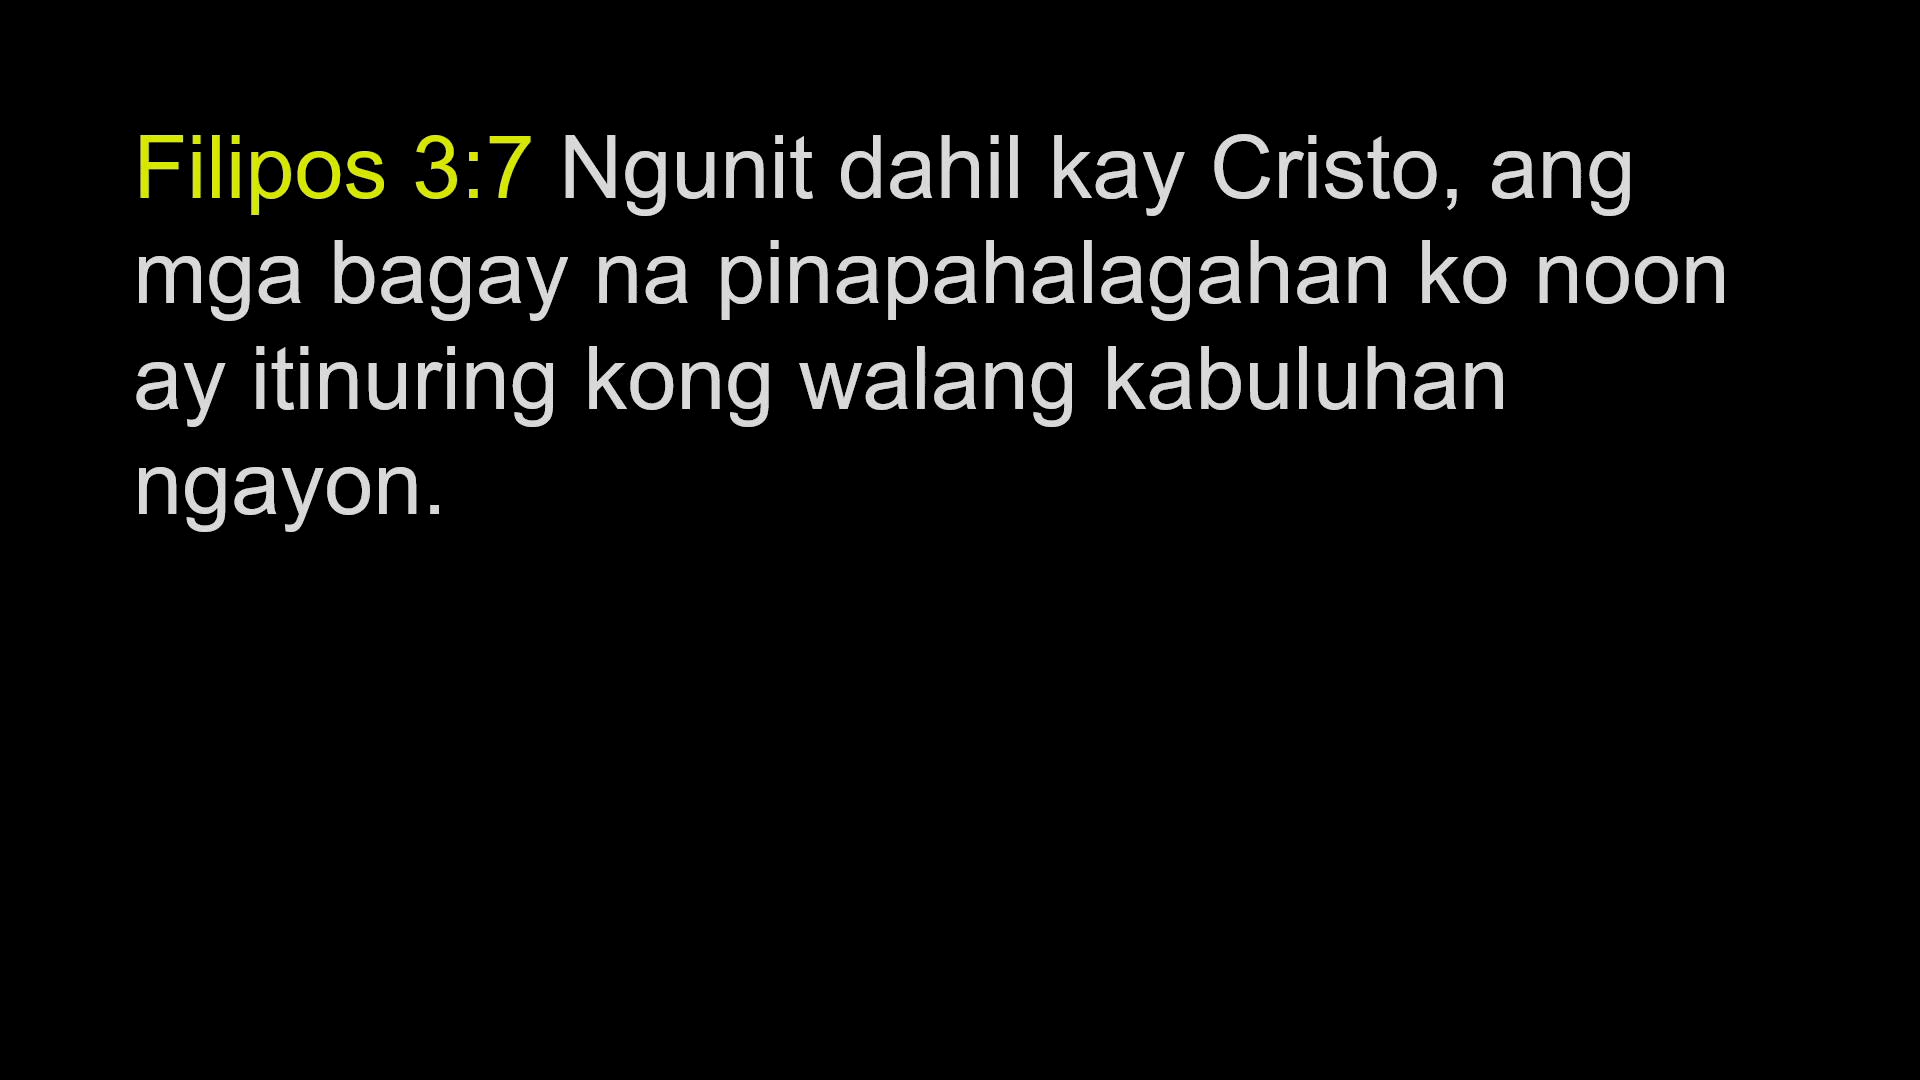 Filipos 3:7 Ngunit dahil kay Cristo, ang
mga bagay na pinapahalagahan ko noon
ay itinuring kong walang kabuluhan
ngayon.